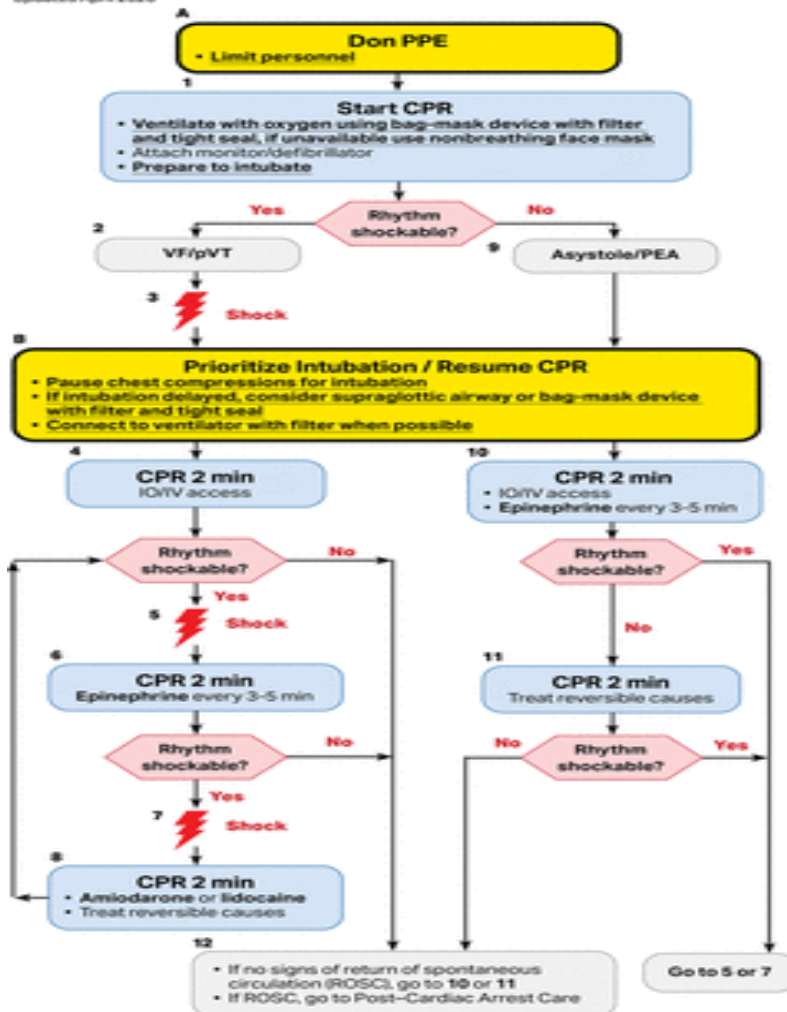 A
Don PPE
• Limit personnel
1
Start CPR
• Ventilate with oxygen using bag-mask device with filter
and tight seal, if unavailable use nonbreathing face mask
• Attach monitor/defibrillator
• Prepare to intubate
Yes
Rhythm
shockable?
No
2
VF/pVT
9
Asystole/PEA
3
Shock
B
Prioritize Intubation / Resume CPR
• Pause chest compressions for intubation
• If intubation delayed, consider supraglottic airway or bag-mask device
with filter and tight seal
• Connect to ventilator with filter when possible
4
CPR 2 min
IO/IV access
10
CPR 2 min
• IO/IV access
• Epinephrine every 3-5 min
Rhythm
shockable?
No
Yes
Rhythm
shockable?
Yes
No
5
Shock
6
CPR 2 min
Epinephrine every 3-5 min
11
CPR 2 min
Treat reversible causes
Rhythm
shockable?
No
Yes
No
Rhythm
shockable?
Yes
7
Shock
8
CPR 2 min
• Amiodarone or lidocaine
• Treat reversible causes
12
• If no signs of return of spontaneous
circulation (ROSC), go to 10 or 11
• If ROSC, go to Post–Cardiac Arrest Care
Go to 5 or 7